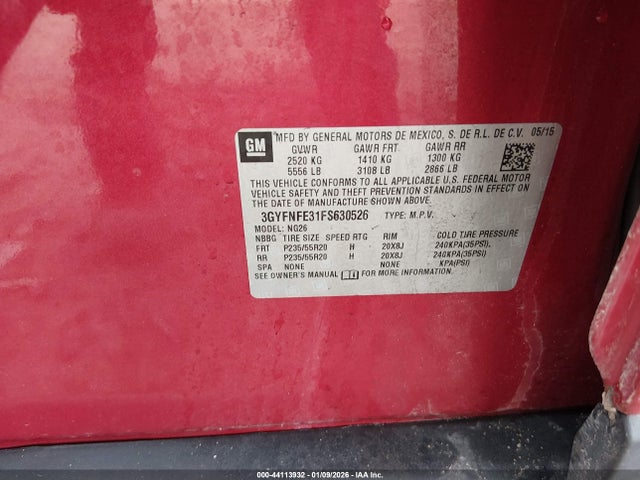 GM
MFD BY GENERAL MOTORS DE MEXICO, S. DE R.L. DE C.V. 05/15
GVWR GAWR FRT GAWR RR
2520 KG 1410 KG 1300 KG
5556 LB 3108 LB 2866 LB
THIS VEHICLE CONFORMS TO ALL APPLICABLE U.S. FEDERAL MOTOR
VEHICLE SAFETY AND THEFT PREVENTION STANDARDS IN EFFECT ON THE
DATE OF MANUFACTURE SHOWN ABOVE.
3GYFNFE31FS630526 TYPE: M.P.V.
MODEL: NG26
NBBG TIRE SIZE SPEED RTG RIM COLD TIRE PRESSURE
FRT P235/55R20 H 20X8J 240KPA(35PSI),
RR P235/55R20 H 20X8J 240KPA(35PSI)
SPA NONE NONE KPA(PSI)
SEE OWNER'S MANUAL FOR MORE INFORMATION.
000-44113932 - 01/09/2026 - IAA Inc.